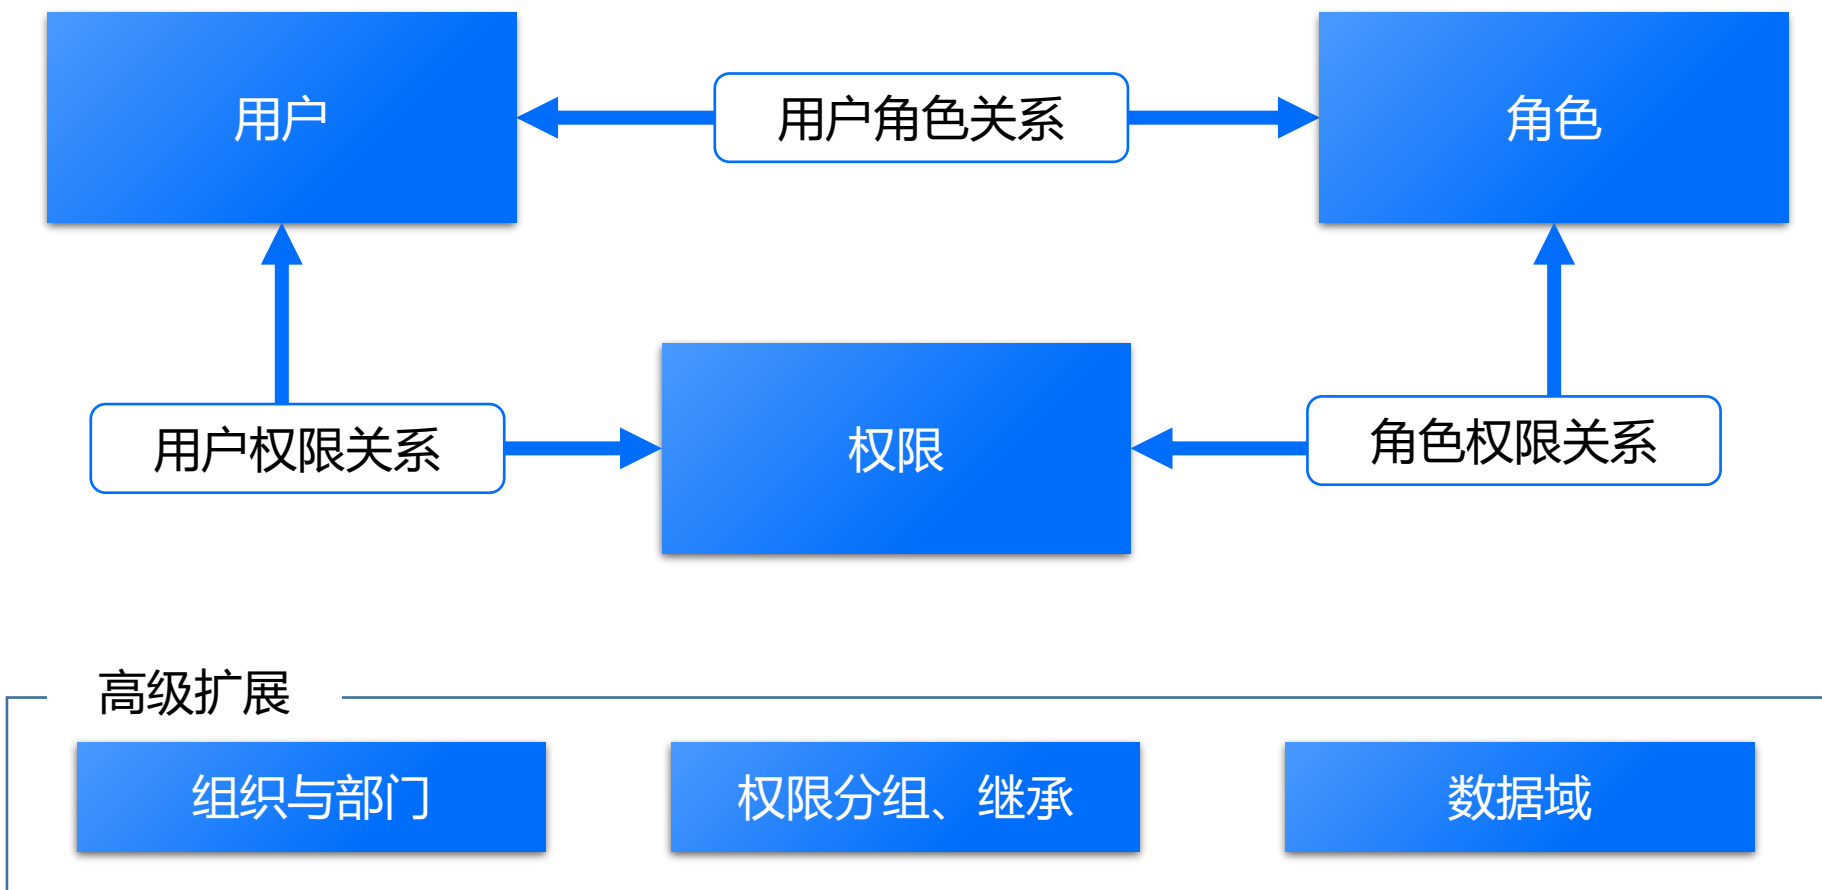 用户
用户角色关系
角色
用户权限关系
权限
角色权限关系
高级扩展
组织与部门
权限分组、继承
数据域